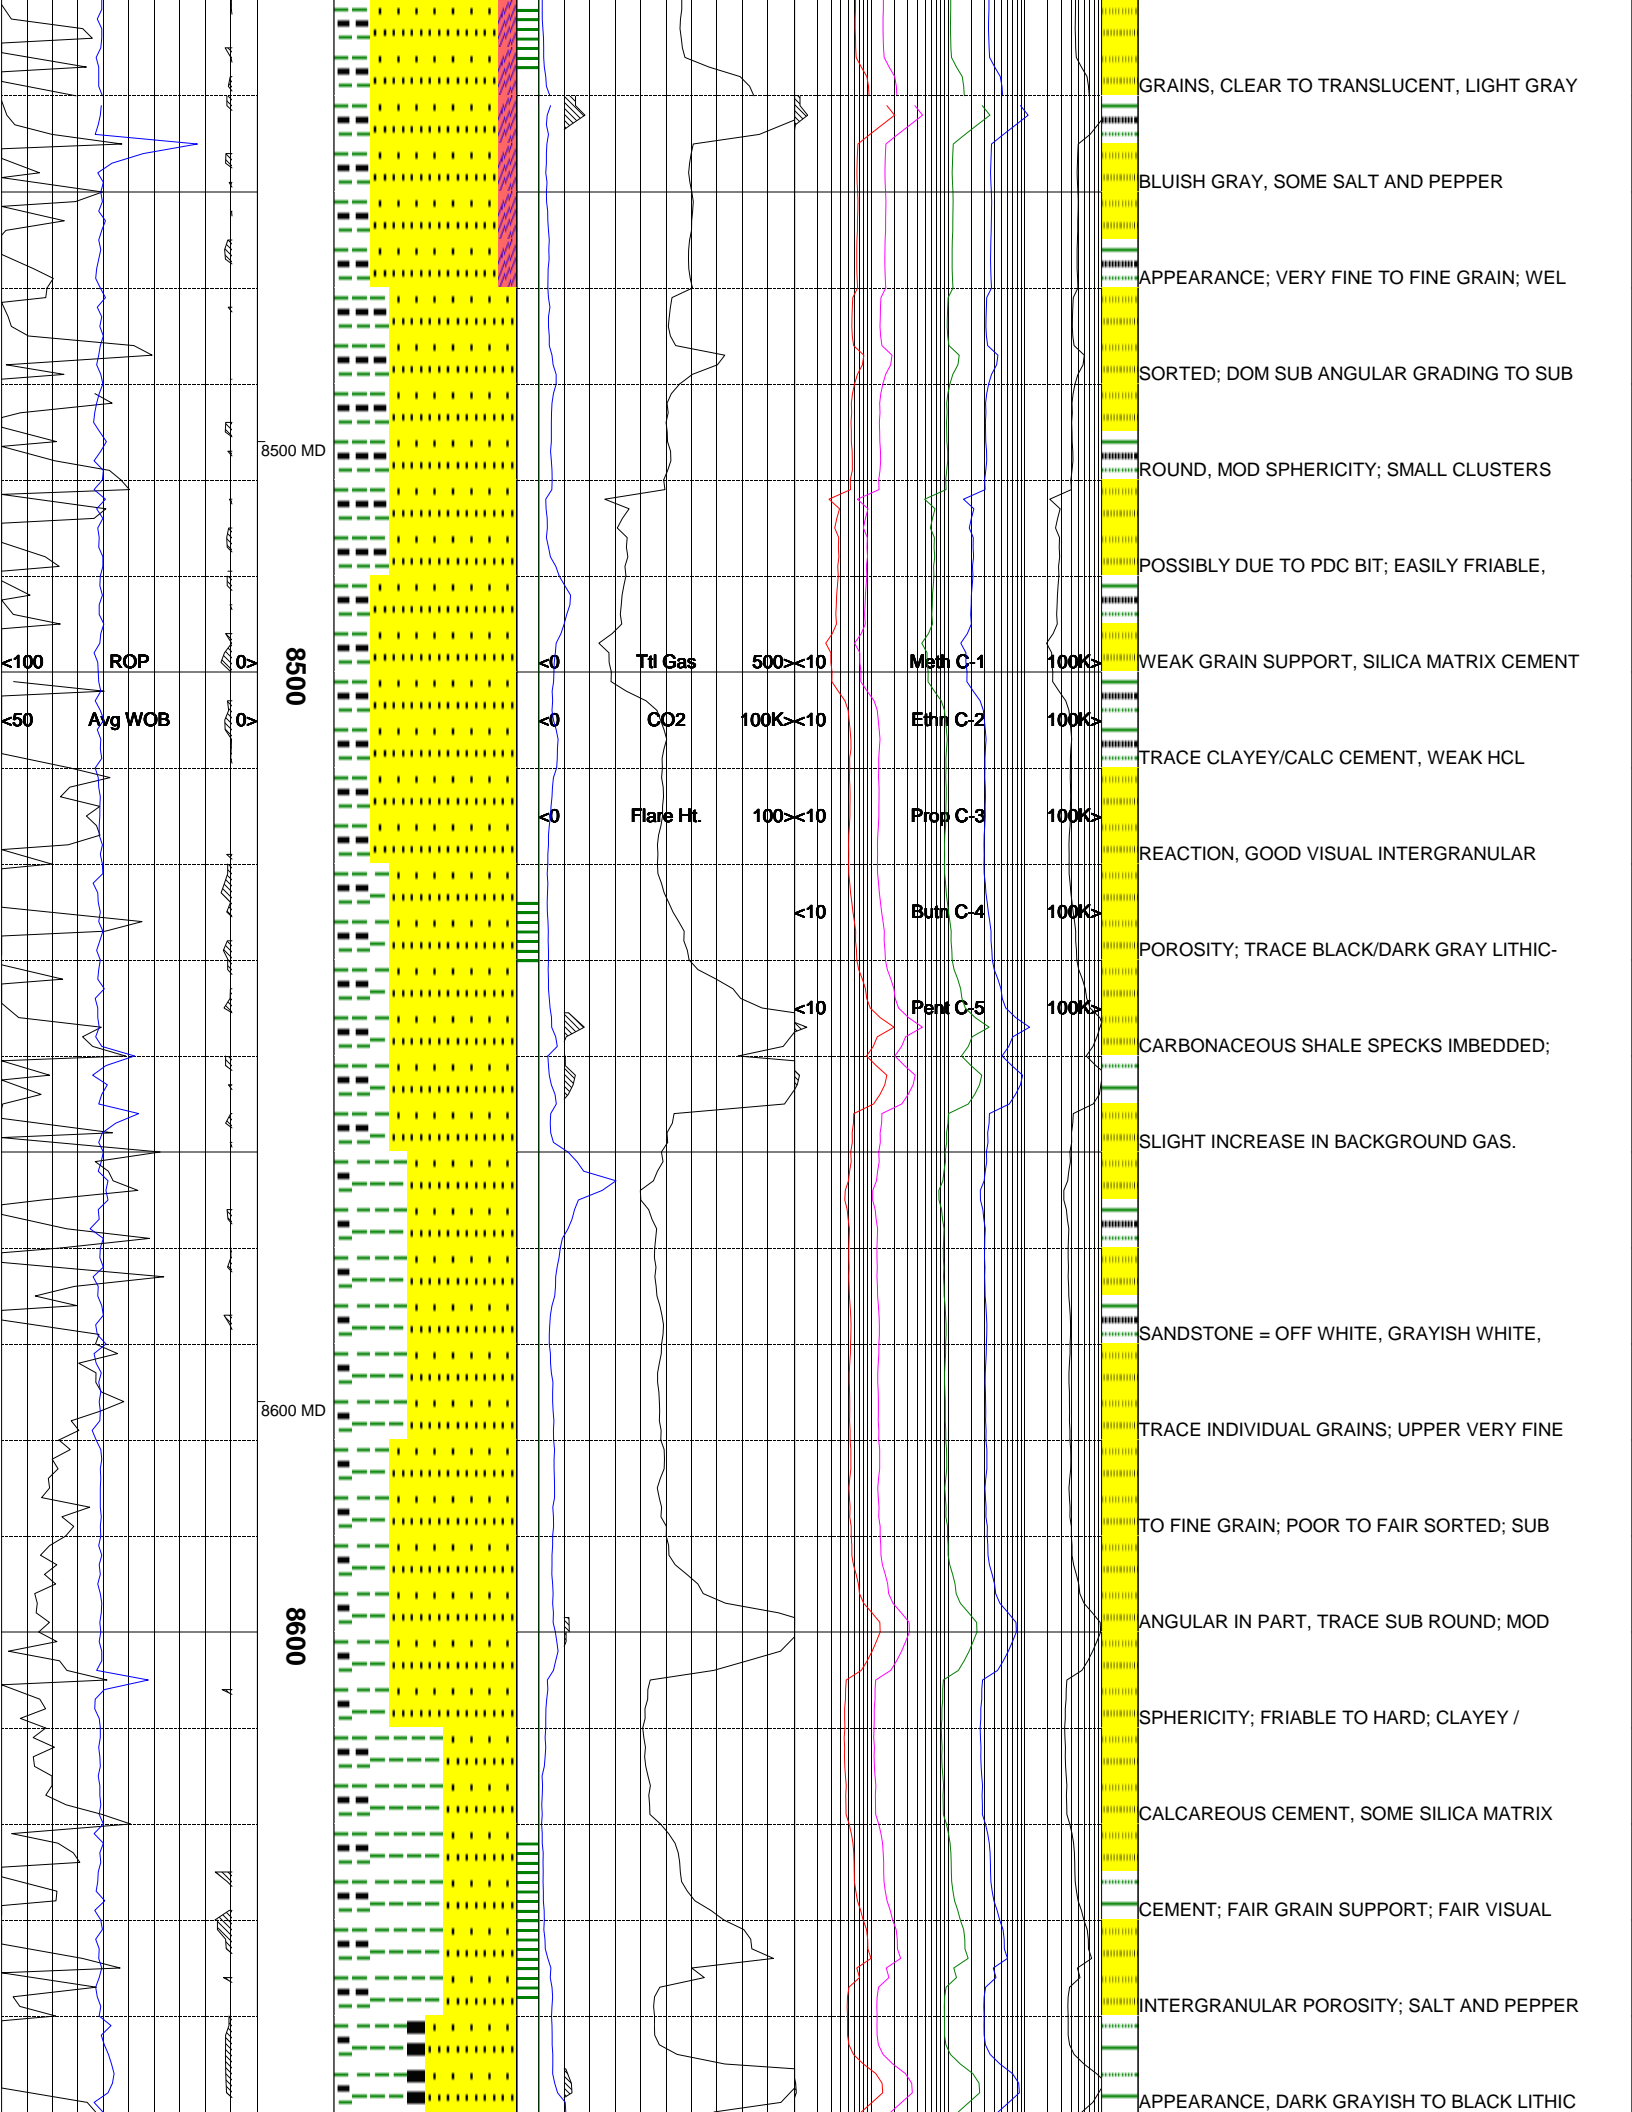 GRAINS, CLEAR TO TRANSLUCENT, LIGHT GRAY
BLUISH GRAY, SOME SALT AND PEPPER
APPEARANCE; VERY FINE TO FINE GRAIN; WEL
SORTED; DOM SUB ANGULAR GRADING TO SUB
8500 MD
ROUND, MOD SPHERICITY; SMALL CLUSTERS
POSSIBLY DUE TO PDC BIT; EASILY FRIABLE,
<100 ROP 0> 8500 <0 Ttl Gas 500> <10 Meth C-1 100K> WEAK GRAIN SUPPORT, SILICA MATRIX CEMENT
<50 Avg WOB 0> <0 CO2 100K> <10 Ethn C-2 100K>
TRACE CLAYEY/CALC CEMENT, WEAK HCL
<0 Flare Ht. 100> <10 Prop C-3 100K>
REACTION, GOOD VISUAL INTERGRANULAR
<10 Butn C-4 100K>
POROSITY; TRACE BLACK/DARK GRAY LITHIC-
<10 Pent C-5 100K>
CARBONACEOUS SHALE SPECKS IMBEDDED;
SLIGHT INCREASE IN BACKGROUND GAS.
SANDSTONE = OFF WHITE, GRAYISH WHITE,
8600 MD
TRACE INDIVIDUAL GRAINS; UPPER VERY FINE
TO FINE GRAIN; POOR TO FAIR SORTED; SUB
8600 ANGULAR IN PART, TRACE SUB ROUND; MOD
SPHERICITY; FRIABLE TO HARD; CLAYEY /
CALCAREOUS CEMENT, SOME SILICA MATRIX
CEMENT; FAIR GRAIN SUPPORT; FAIR VISUAL
INTERGRANULAR POROSITY; SALT AND PEPPER
APPEARANCE, DARK GRAYISH TO BLACK LITHIC